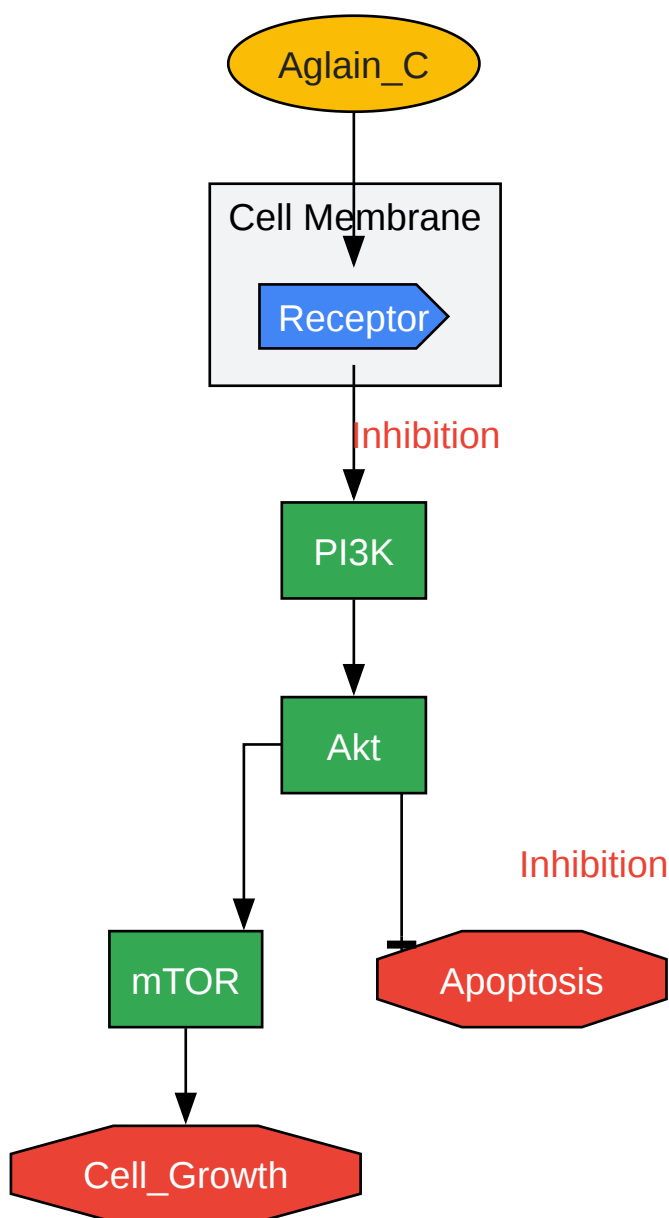 Aglain_C
Cell Membrane
Receptor
Inhibition
PI3K
Akt
Inhibition
mTOR
Apoptosis
Cell_Growth